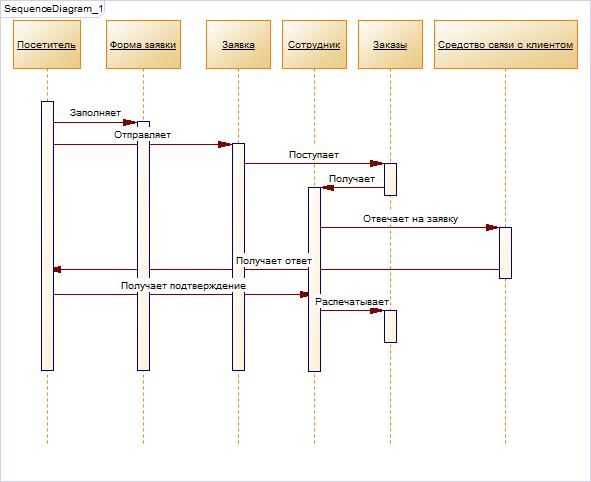 SequenceDiagram_1
Посетитель
Форма заявки
Заявка
Сотрудник
Заказы
Средство связи с клиентом
Заполняет
Отправляет
Поступает
Получает
Отвечает на заявку
Получает ответ
Получает подтверждение
Распечатывает